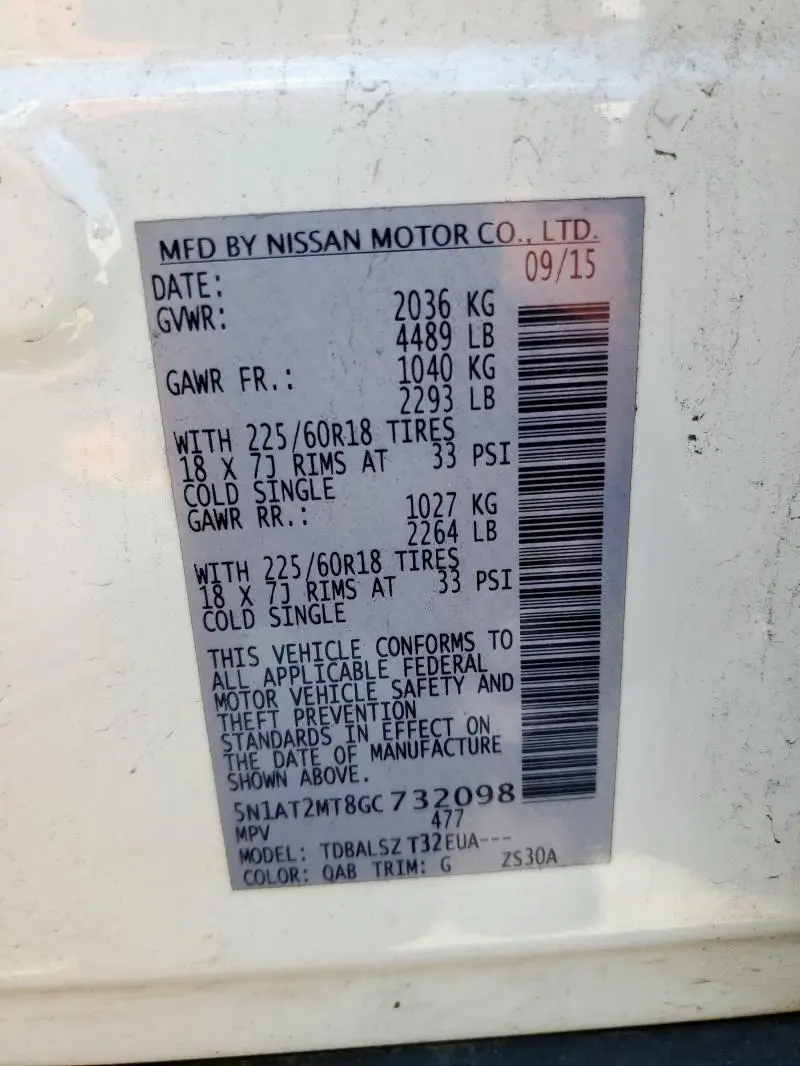 MFD BY NISSAN MOTOR CO., LTD.
DATE: 09/15
GVWR: 2036 KG
4489 LB
GAWR FR.: 1040 KG
2293 LB
WITH 225/60R18 TIRES
18 X 7J RIMS AT 33 PSI
COLD SINGLE
GAWR RR.: 1027 KG
2264 LB
WITH 225/60R18 TIRES
18 X 7J RIMS AT 33 PSI
COLD SINGLE
THIS VEHICLE CONFORMS TO
ALL APPLICABLE FEDERAL
MOTOR VEHICLE SAFETY AND
THEFT PREVENTION
STANDARDS IN EFFECT ON
THE DATE OF MANUFACTURE
SHOWN ABOVE.
5N1AT2MT8GC732098
MPV 477
MODEL: TDBALSZ T32EUA---
COLOR: QAB TRIM: G ZS30A